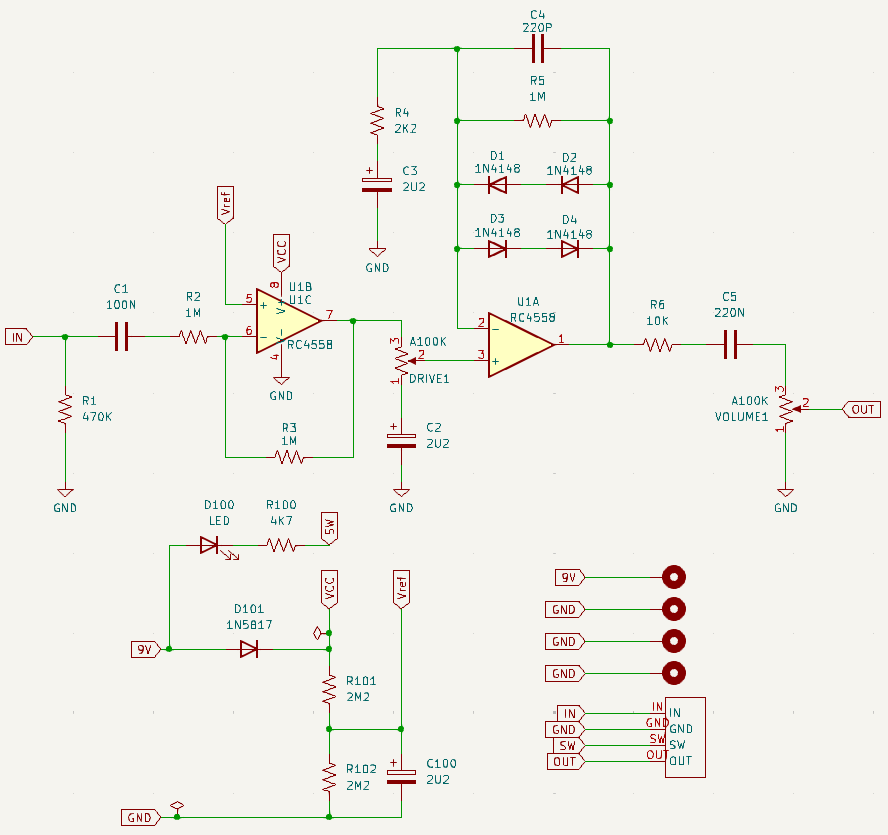 C4
220P
R5
1M
R4
2K2
D1
1N4148
D2
1N4148
+
C3
2U2
Vref
D3
1N4148
D4
1N4148
VCC
GND
C1
100N
R2
1M
8
U1B
U1C
V+
5
+
7
6
−
V−
RC4558
4
GND
U1A
RC4558
2
−
1
3
+
R6
10K
C5
220N
IN
3
A100K
2
1
DRIVE1
R1
470K
3
A100K
2
VOLUME1
1
OUT
R3
1M
+
C2
2U2
GND
GND
GND
D100
LED
R100
4K7
SW
VCC
Vref
9V
D101
1N5817
GND
9V
GND
R101
2M2
GND
IN
IN
IN
GND
GND
GND
SW
SW
SW
OUT
OUT
OUT
R102
2M2
+
C100
2U2
GND